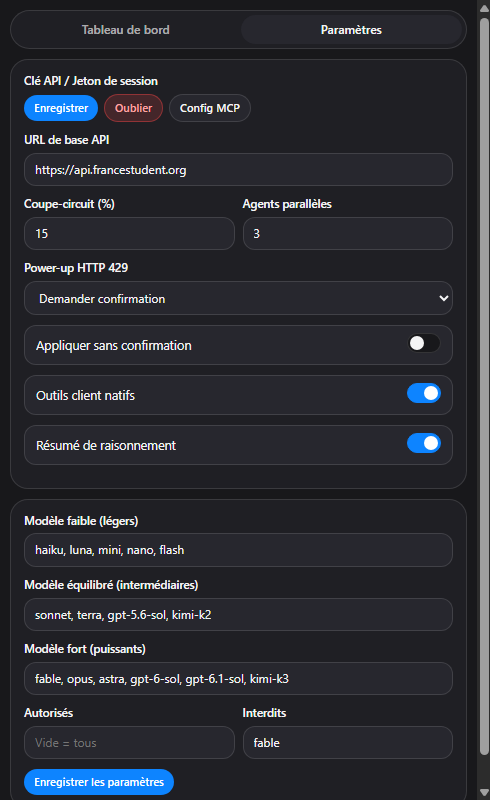 Tableau de bord
Paramètres
Clé API / Jeton de session
Enregistrer
Oublier
Config MCP
URL de base API
https://api.francestudent.org
Coupe-circuit (%)
Agents parallèles
15
3
Power-up HTTP 429
Demander confirmation
Appliquer sans confirmation
Outils client natifs
Résumé de raisonnement
Modèle faible (légers)
haiku, luna, mini, nano, flash
Modèle équilibré (intermédiaires)
sonnet, terra, gpt-5.6-sol, kimi-k2
Modèle fort (puissants)
fable, opus, astra, gpt-6-sol, gpt-6.1-sol, kimi-k3
Autorisés
Interdits
Vide = tous
fable
Enregistrer les paramètres